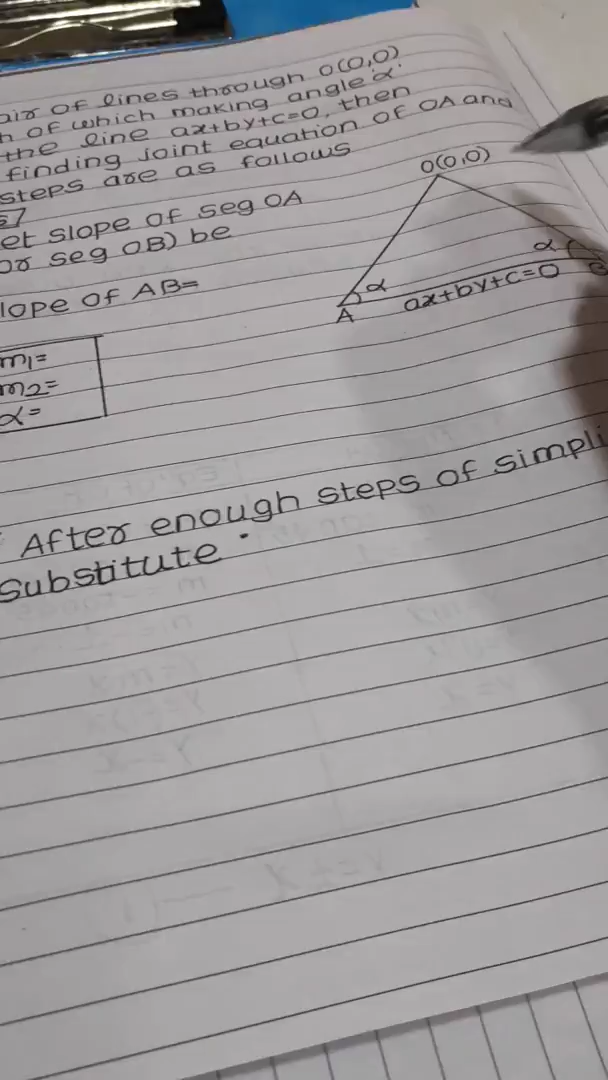 air of lines through O(0,0)
h of which making angle α.
the line ax+by+c=0, then
finding joint equation of OA and
steps are as follows
et slope of seg OA
or seg OB) be
lope of AB=
m1=
m2=
α=
O(0,0)
α
α
A
B
ax+by+c=0
After enough steps of simpli
substitute